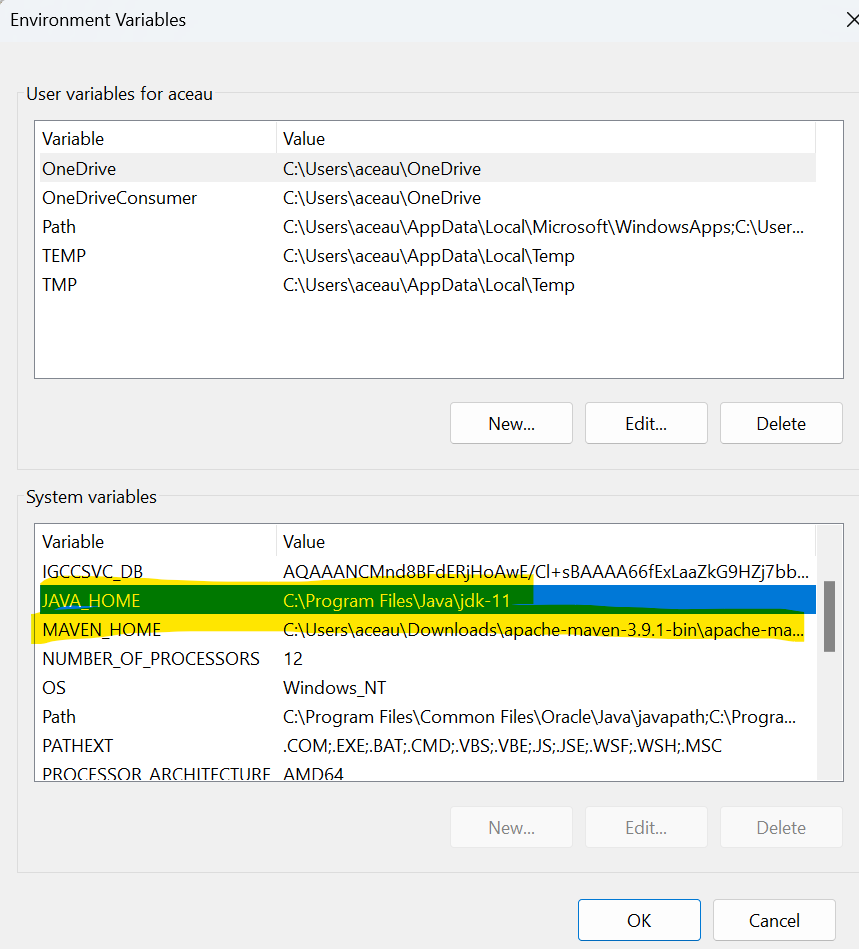 Environment Variables
User variables for aceau
Variable Value
OneDrive C:\Users\aceau\OneDrive
OneDriveConsumer C:\Users\aceau\OneDrive
Path C:\Users\aceau\AppData\Local\Microsoft\WindowsApps;C:\User...
TEMP C:\Users\aceau\AppData\Local\Temp
TMP C:\Users\aceau\AppData\Local\Temp
New... Edit... Delete
System variables
Variable Value
IGCCSVC_DB AQAAANCMnd8BFdERjHoAwE/Cl+sBAAAA66fExLaaZkG9HZj7bb...
JAVA_HOME C:\Program Files\Java\jdk-11
MAVEN_HOME C:\Users\aceau\Downloads\apache-maven-3.9.1-bin\apache-ma...
NUMBER_OF_PROCESSORS 12
OS Windows_NT
Path C:\Program Files\Common Files\Oracle\Java\javapath;C:\Progra...
PATHEXT .COM;.EXE;.BAT;.CMD;.VBS;.VBE;.JS;.JSE;.WSF;.WSH;.MSC
PROCESSOR_ARCHITECTURE AMD64
New... Edit... Delete
OK Cancel